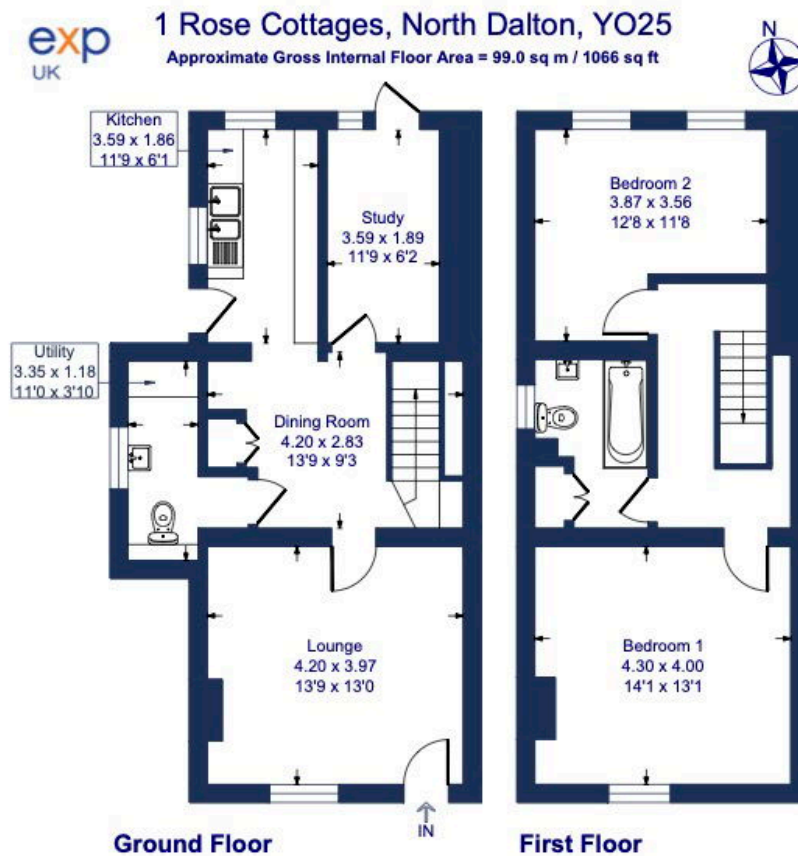 exp
UK
1 Rose Cottages, North Dalton, YO25
Approximate Gross Internal Floor Area = 99.0 sq m / 1066 sq ft
N
Kitchen
3.59 x 1.86
11'9 x 6'1
Study
3.59 x 1.89
11'9 x 6'2
Utility
3.35 x 1.18
11'0 x 3'10
Dining Room
4.20 x 2.83
13'9 x 9'3
Lounge
4.20 x 3.97
13'9 x 13'0
IN
Ground Floor
Bedroom 2
3.87 x 3.56
12'8 x 11'8
Bedroom 1
4.30 x 4.00
14'1 x 13'1
First Floor